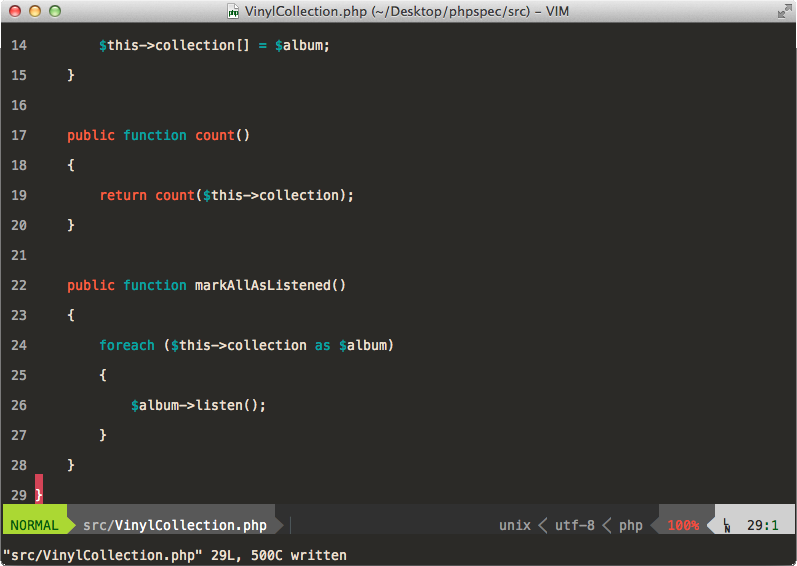 VinylCollection.php (~/Desktop/phpspec/src) – VIM
14         $this->collection[] = $album;
15     }
16
17     public function count()
18     {
19         return count($this->collection);
20     }
21
22     public function markAllAsListened()
23     {
24         foreach ($this->collection as $album)
25         {
26             $album->listen();
27         }
28     }
29 }
NORMAL src/VinylCollection.php unix utf-8 php 100% LN 29:1
"src/VinylCollection.php" 29L, 500C written